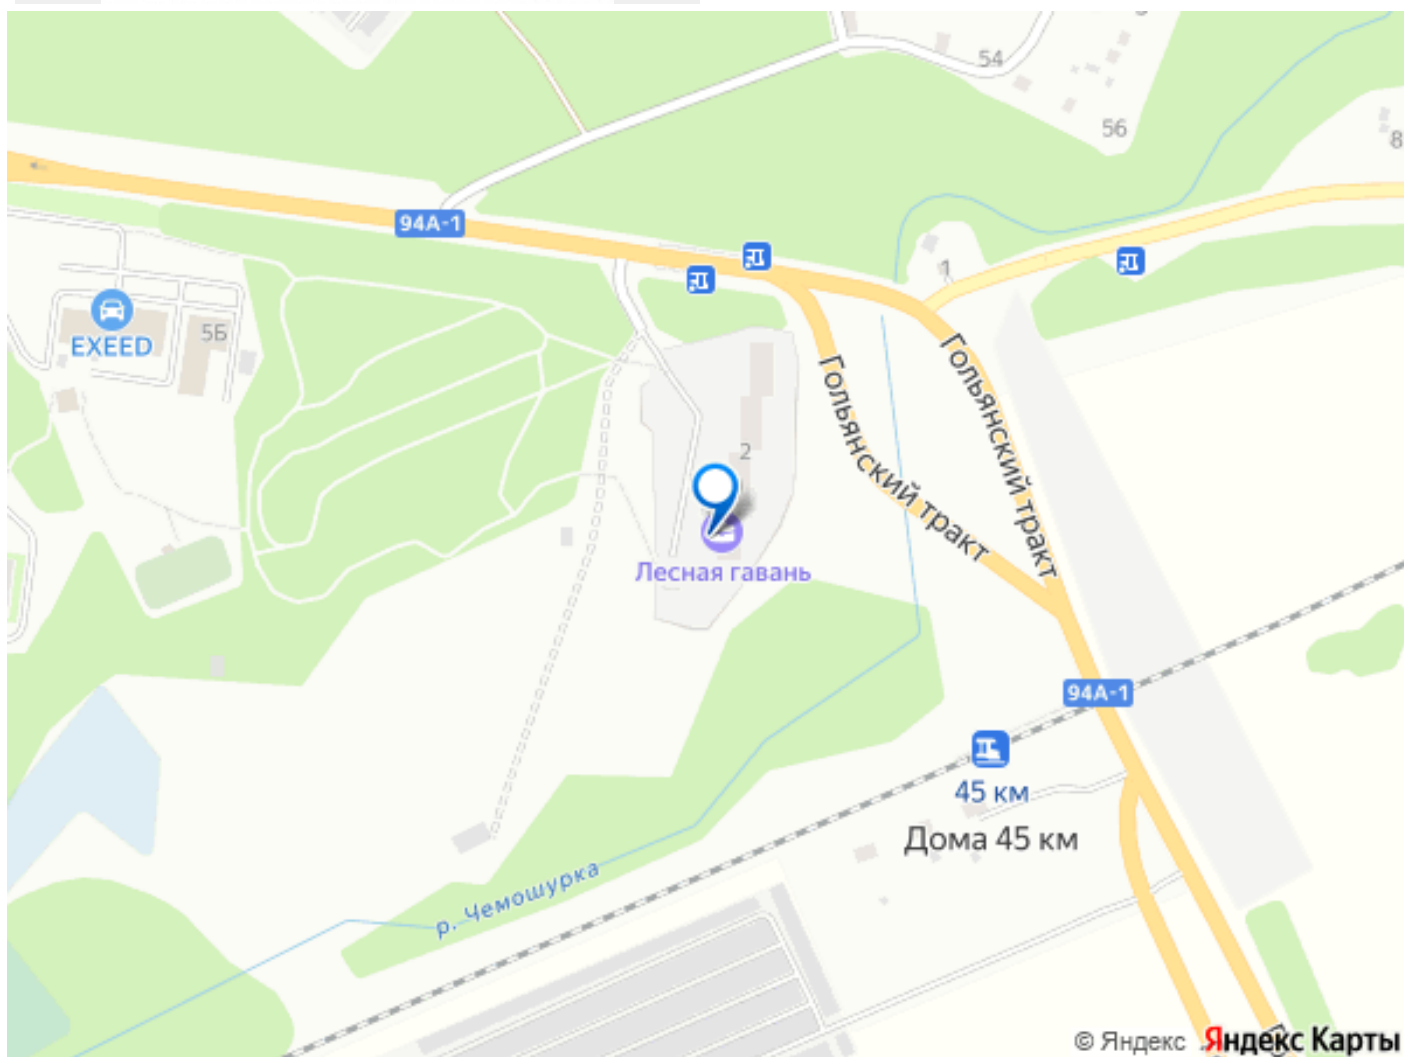 54
56
8
94А-1
1
5Б
EXEED
Гольянский тракт
Гольянский тракт
2
Лесная гавань
94А-1
45 км
Дома 45 км
р. Чемошурка
© Яндекс Яндекс Карты